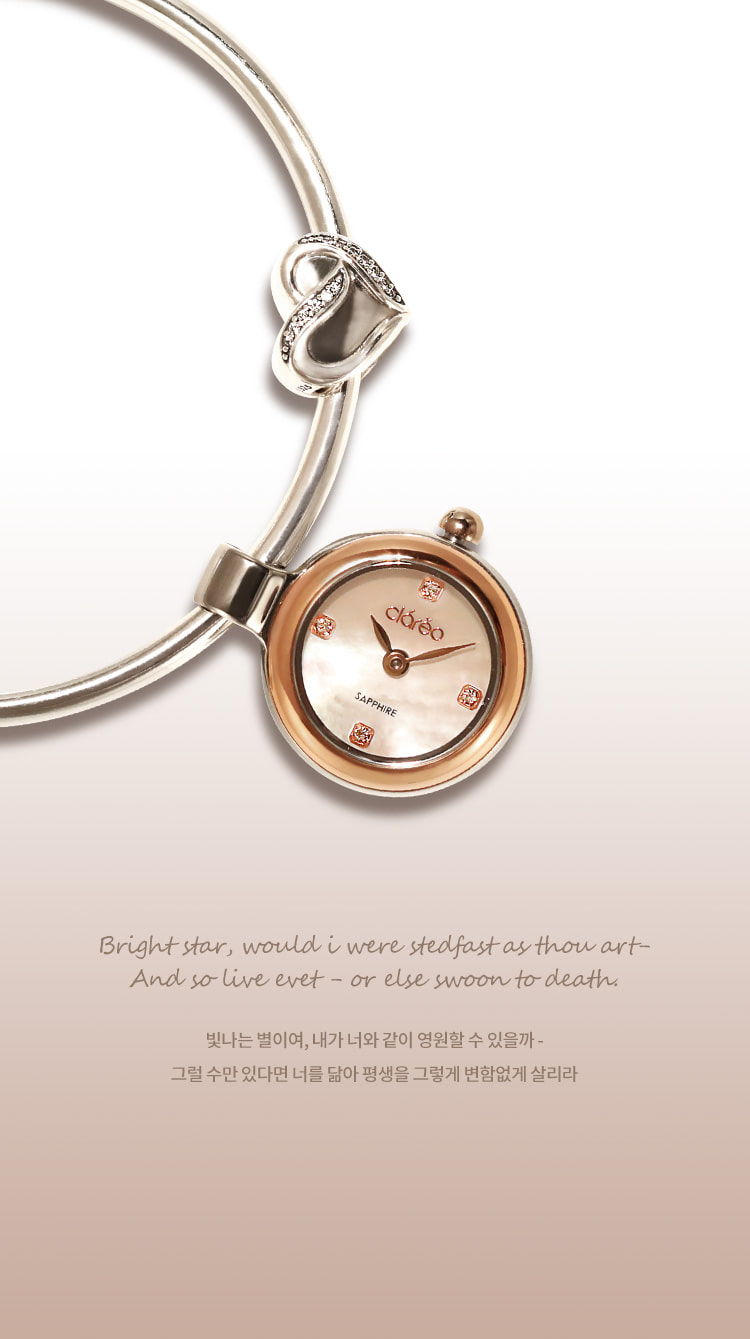 clareo
SAPPHIRE
Bright star, would i were stedfast as thou art-
And so live evet - or else swoon to death.
빛나는 별이여, 내가 너와 같이 영원할 수 있을까 -
그럴 수만 있다면 너를 닮아 평생을 그렇게 변함없게 살리라